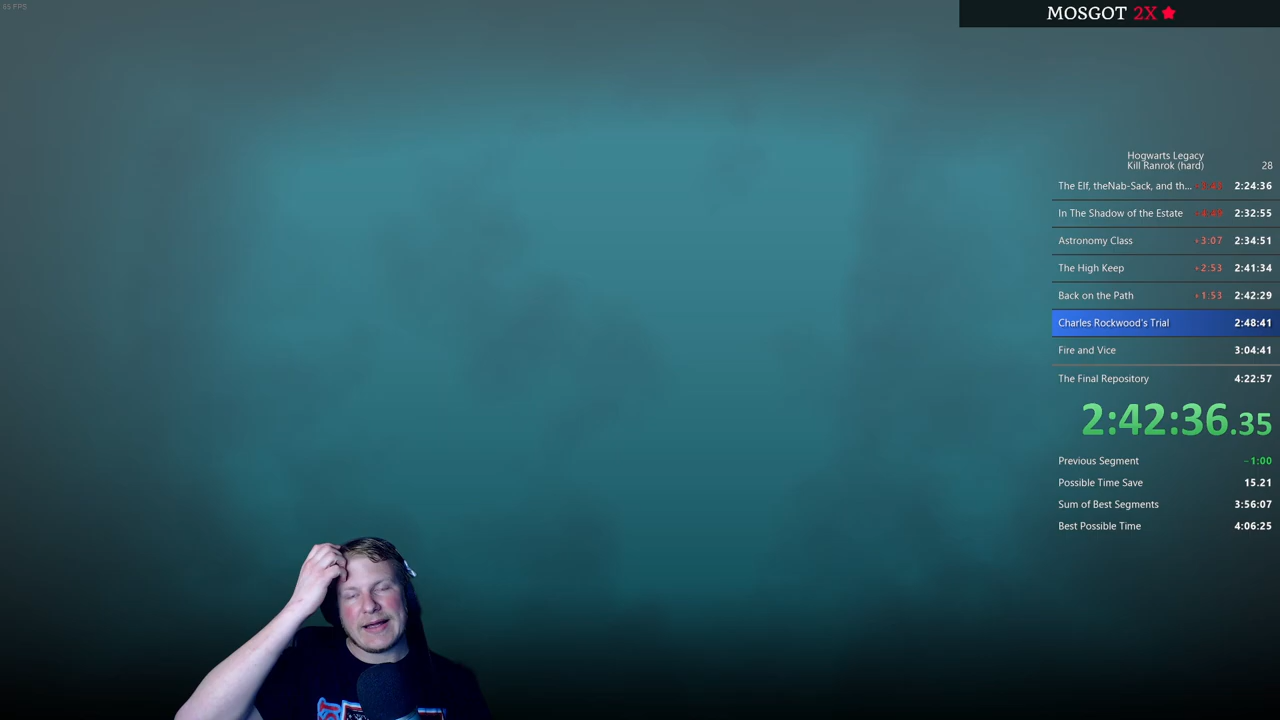 85 FPS
MOSGOT 2X
Hogwarts Legacy
Kill Ranrok (hard) 28
The Elf, theNab-Sack, and th... 2:24:36
In The Shadow of the Estate 2:32:55
Astronomy Class +3:07 2:34:51
The High Keep +2:53 2:41:34
Back on the Path +1:53 2:42:29
Charles Rockwood's Trial 2:48:41
Fire and Vice 3:04:41
The Final Repository 4:22:57
2:42:36.35
Previous Segment −1:00
Possible Time Save 15.21
Sum of Best Segments 3:56:07
Best Possible Time 4:06:25